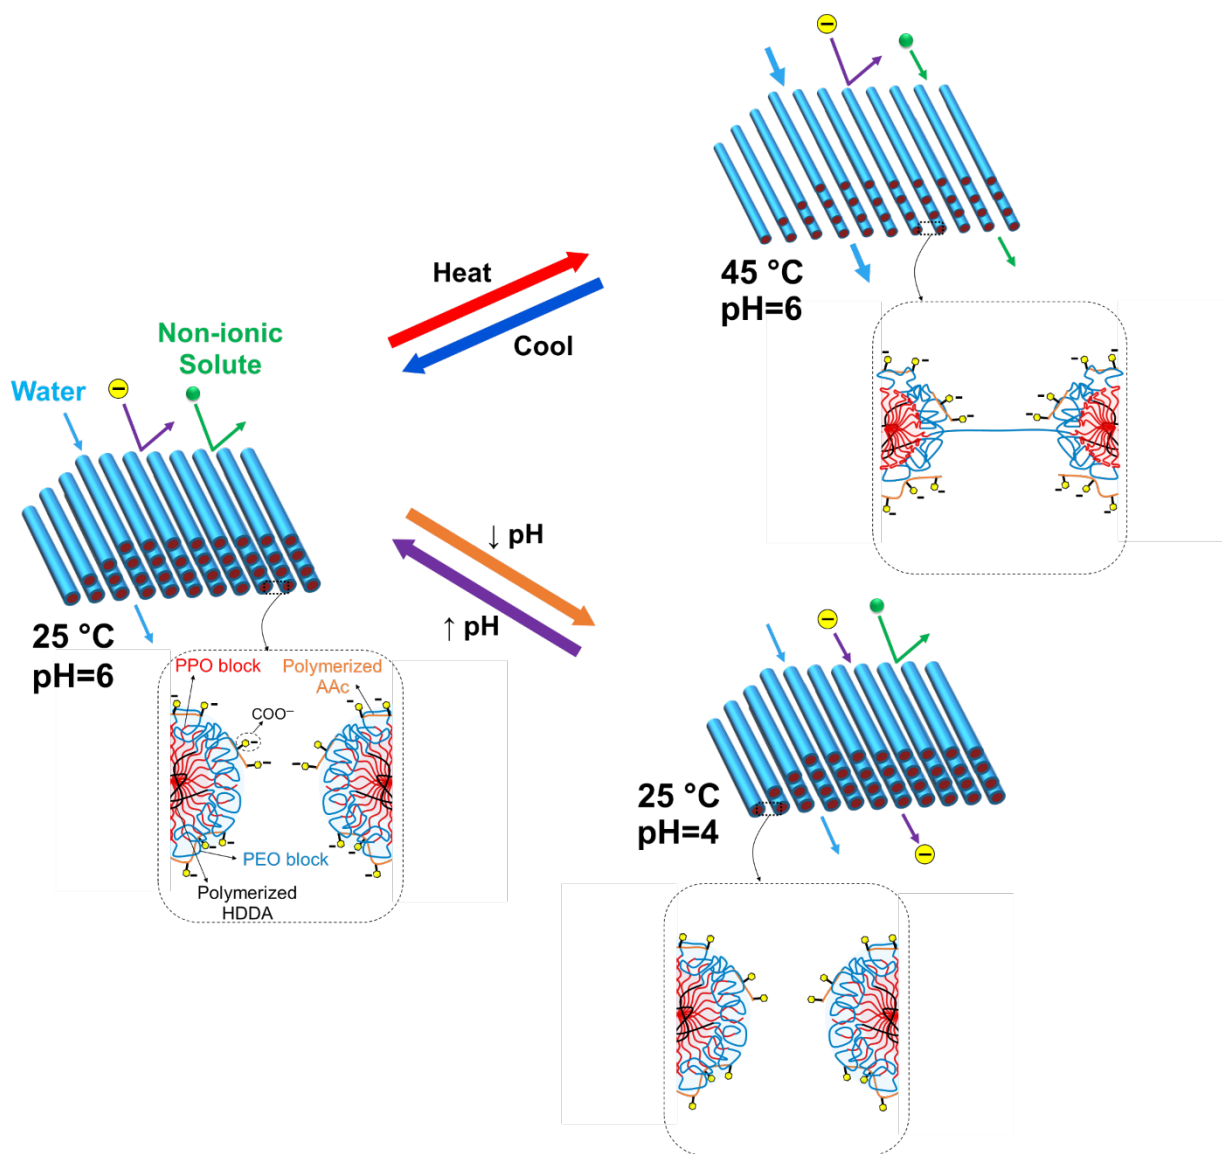 45 °C
pH=6
Heat
Cool
Non-ionic
Solute
Water
↓ pH
↑ pH
25 °C
pH=6
PPO block
Polymerized
AAc
COO⁻
PEO block
Polymerized
HDDA
25 °C
pH=4